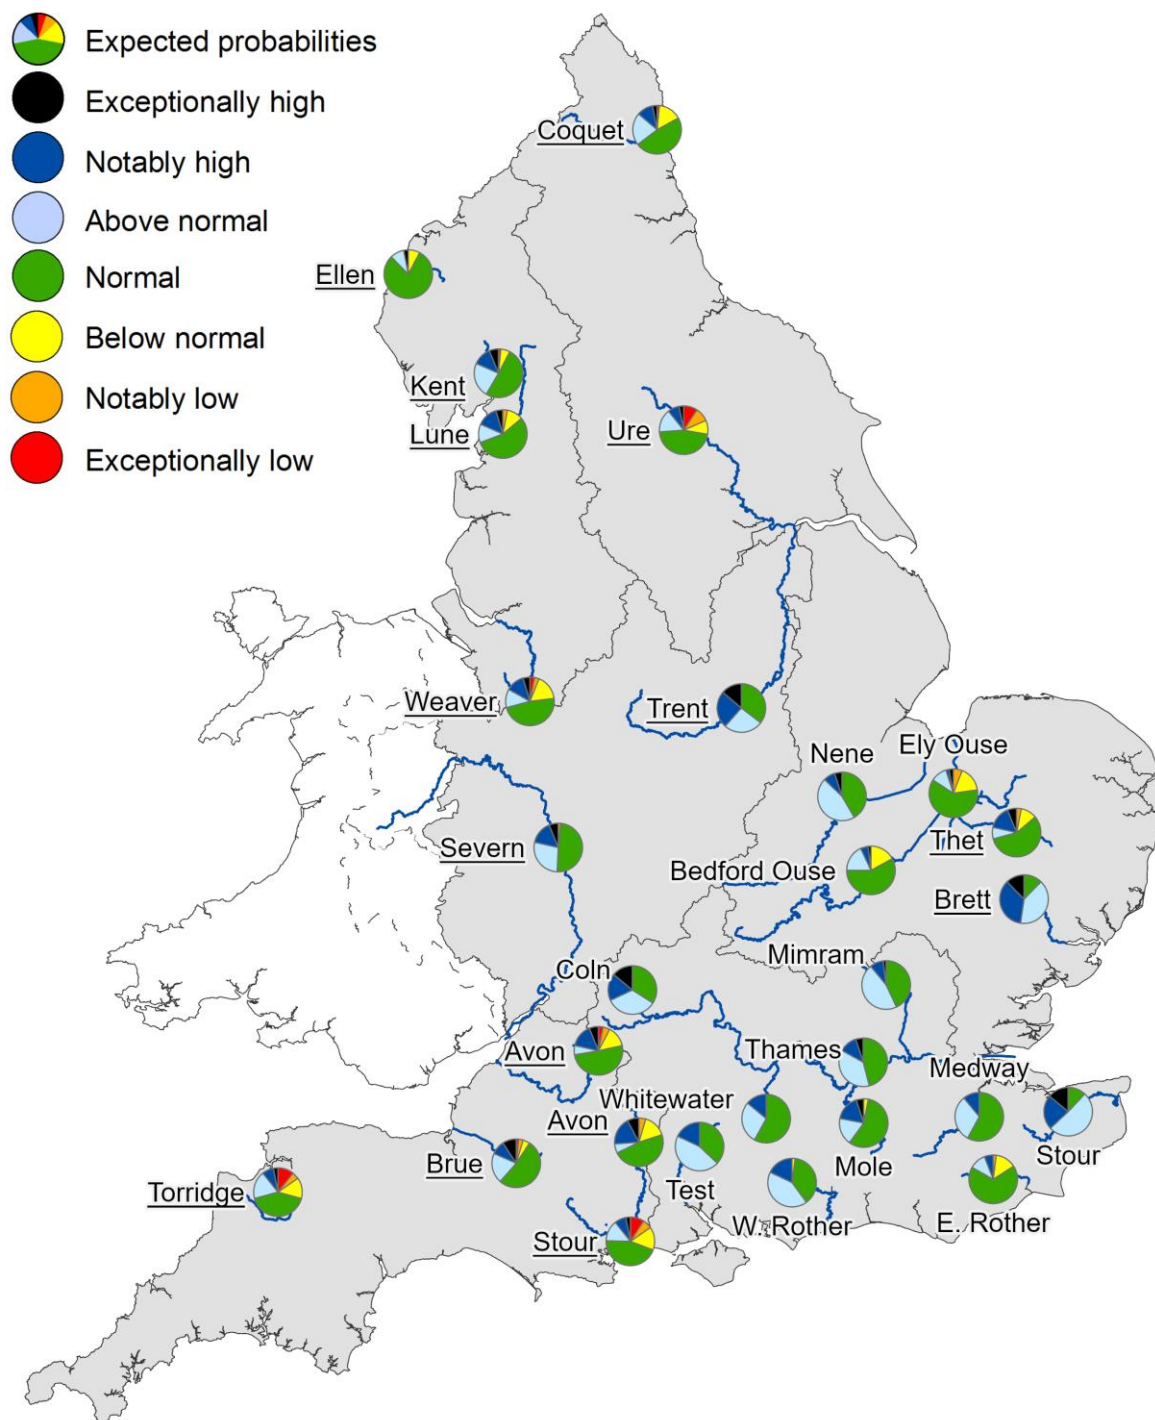 Expected probabilities
Exceptionally high
Notably high
Above normal
Normal
Below normal
Notably low
Exceptionally low
Coquet
Ellen
Kent
Lune
Ure
Weaver
Trent
Nene
Ely Ouse
Severn
Thet
Bedford Ouse
Brett
Mimram
Coln
Avon
Thames
Medway
Whitewater
Avon
Brue
Mole
Stour
Torridge
Test
W. Rother
E. Rother
Stour